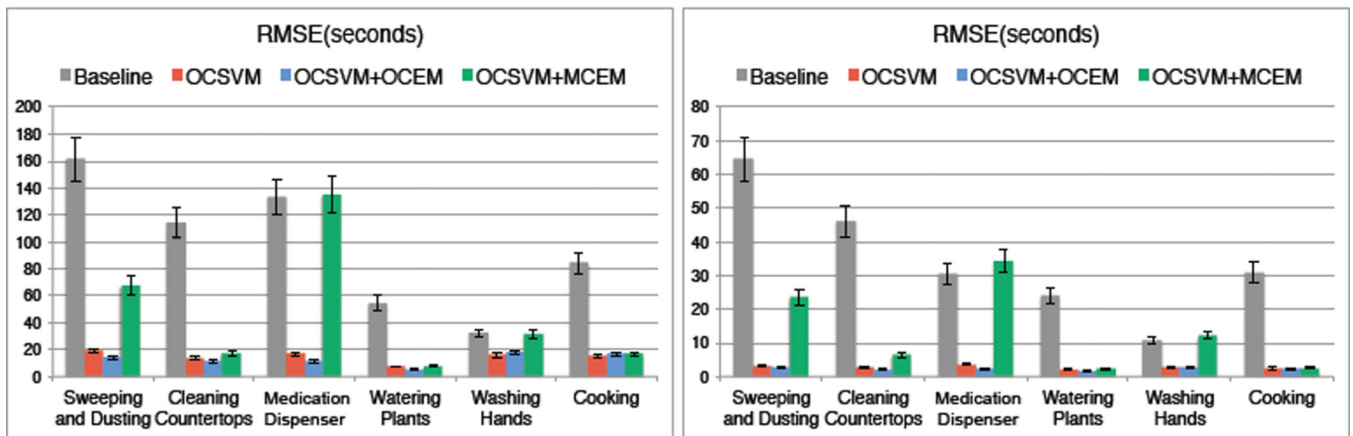 RMSE(seconds)
Baseline OCSVM OCSVM+OCEM OCSVM+MCEM
200
180
160
140
120
100
80
60
40
20
0
Sweeping and Dusting
Cleaning Countertops
Medication Dispenser
Watering Plants
Washing Hands
Cooking
RMSE(seconds)
Baseline OCSVM OCSVM+OCEM OCSVM+MCEM
80
70
60
50
40
30
20
10
0
Sweeping and Dusting
Cleaning Countertops
Medication Dispenser
Watering Plants
Washing Hands
Cooking